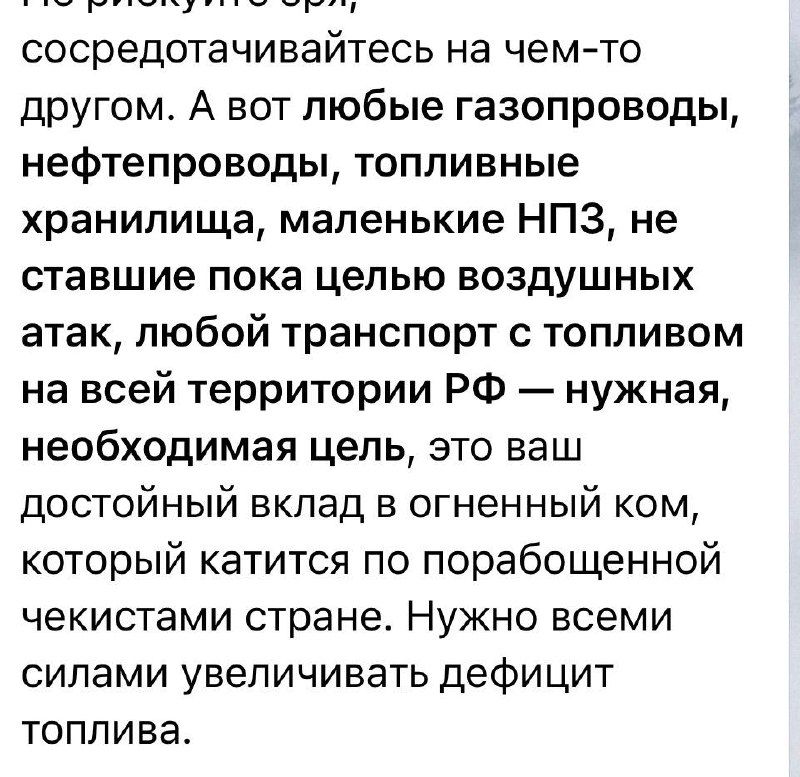 сосредотачивайтесь на чем-то
другом. А вот любые газопроводы,
нефтепроводы, топливные
хранилища, маленькие НПЗ, не
ставшие пока целью воздушных
атак, любой транспорт с топливом
на всей территории РФ — нужная,
необходимая цель, это ваш
достойный вклад в огненный ком,
который катится по порабощенной
чекистами стране. Нужно всеми
силами увеличивать дефицит
топлива.